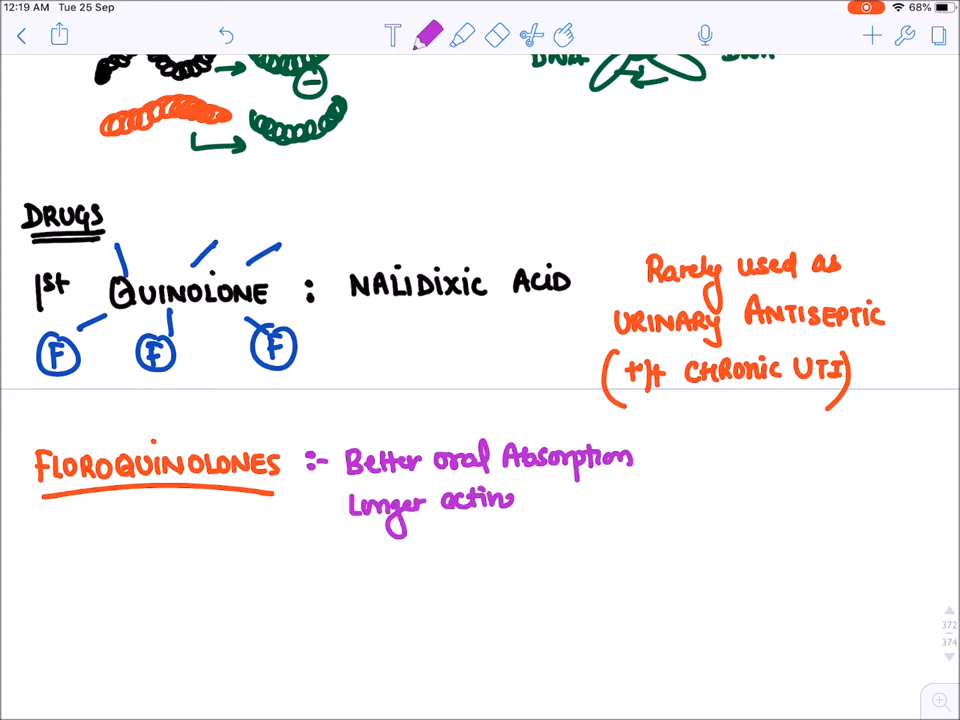 12:19 AM Tue 25 Sep
68%
T
DRUGS
1st QUINOLONE : NALIDIXIC ACID
F F F
Rarely used as
URINARY ANTISEPTIC
CHRONIC UTI)
FLOROQUINOLONES :- Better oral Absorption
Longer actin
372
374